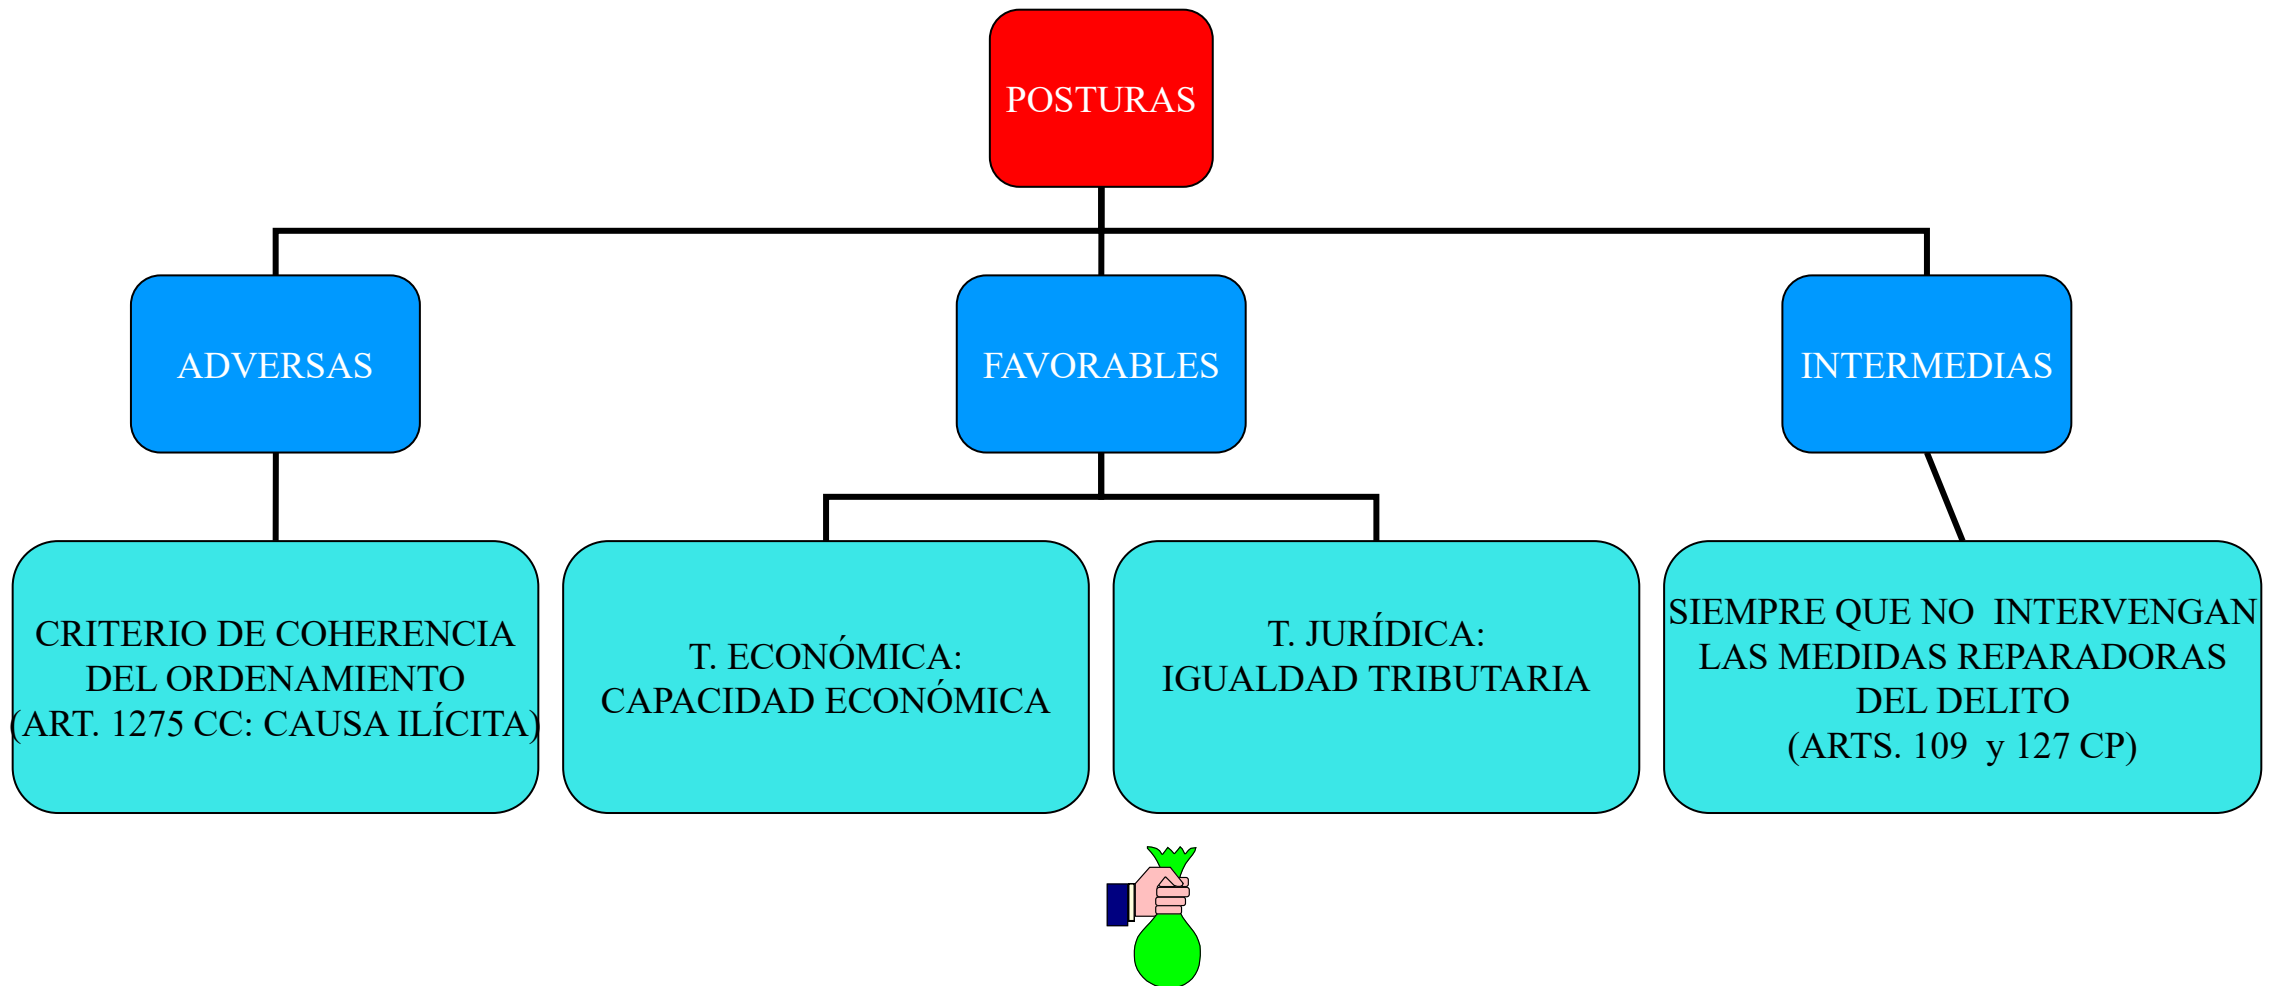 POSTURAS
ADVERSAS
FAVORABLES
INTERMEDIAS
CRITERIO DE COHERENCIA
DEL ORDENAMIENTO
(ART. 1275 CC: CAUSA ILÍCITA)
T. ECONÓMICA:
CAPACIDAD ECONÓMICA
T. JURÍDICA:
IGUALDAD TRIBUTARIA
SIEMPRE QUE NO  INTERVENGAN
LAS MEDIDAS REPARADORAS
DEL DELITO
(ARTS. 109  y 127 CP)